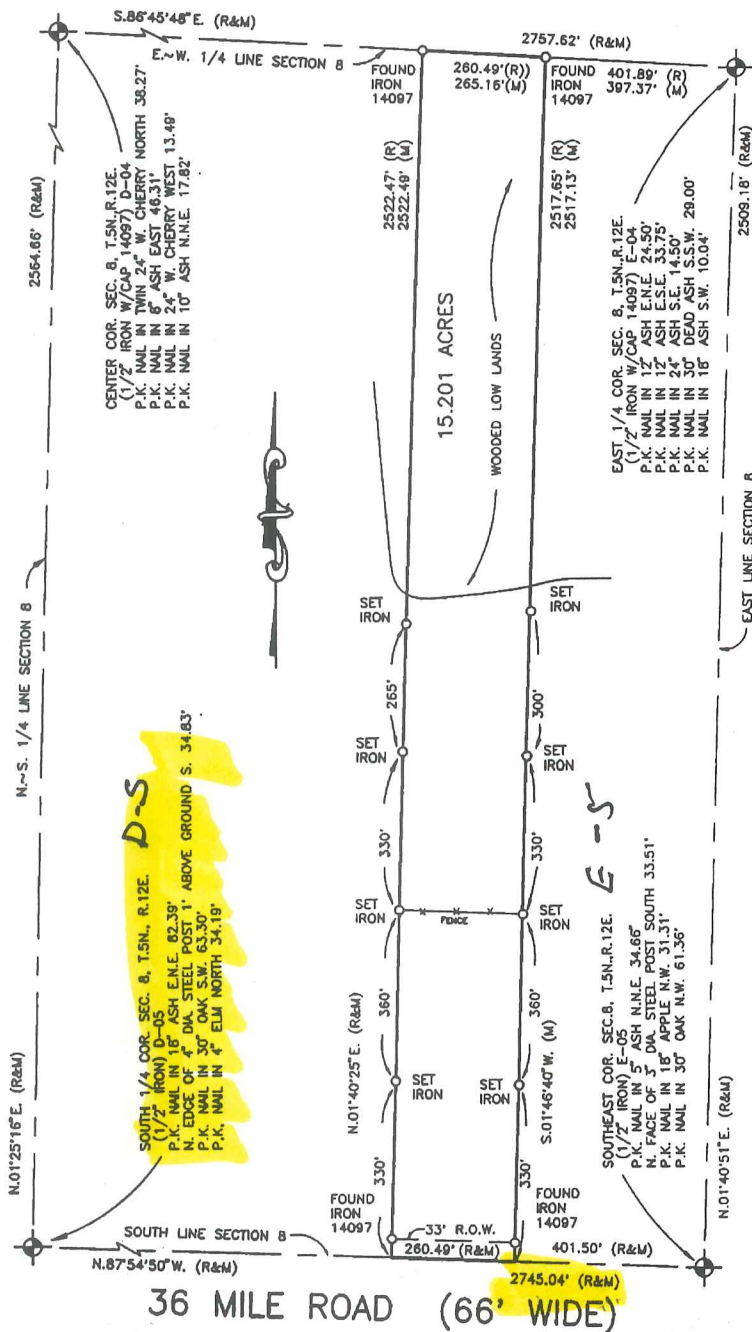 S.86°45'48"E. (R&M)
2757.62' (R&M)
E.~W. 1/4 LINE SECTION 8
FOUND
IRON
14097
260.49'(R))
265.16'(M)
FOUND
IRON
14097
401.89' (R)
397.37' (M)
2564.66' (R&M)
CENTER COR. SEC. 8, T.5N.,R.12E.
(1/2" IRON W/CAP 14097) D-04
P.K. NAIL IN TWIN 24" W. CHERRY NORTH 38.27'
P.K. NAIL IN 8" ASH EAST 46.31'
P.K. NAIL IN 24" W. CHERRY WEST 13.49'
P.K. NAIL IN 10" ASH N.N.E. 17.82'
2522.47' (R)
2522.49' (M)
2517.65' (R)
2517.13' (M)
15.201 ACRES
WOODED LOW LANDS
2509.18' (R&M)
EAST 1/4 COR. SEC. 8, T.5N.,R.12E.
(1/2" IRON W/CAP 14097) E-04
P.K. NAIL IN 12" ASH E.N.E. 24.50'
P.K. NAIL IN 12" ASH E.S.E. 33.75'
P.K. NAIL IN 24" ASH S.E. 14.50'
P.K. NAIL IN 30" DEAD ASH S.S.W. 29.00'
P.K. NAIL IN 18" ASH S.W. 10.04'
N.~S. 1/4 LINE SECTION 8
EAST LINE SECTION 8
SET
IRON
SET
IRON
265'
300'
SET
IRON
SET
IRON
330'
330'
SET
IRON
FENCE
SET
IRON
360'
360'
SET
IRON
SET
IRON
330'
330'
N.01°40'25"E. (R&M)
S.01°46'40"W. (M)
D-5
SOUTH 1/4 COR. SEC. 8, T.5N., R.12E.
(1/2" IRON) D-05
P.K. NAIL IN 18" ASH E.N.E. 82.39'
N. EDGE OF 4" DIA. STEEL POST 1' ABOVE GROUND S. 34.83'
P.K. NAIL IN 30" OAK S.W. 63.30'
P.K. NAIL IN 4" ELM NORTH 34.19'
E-5
SOUTHEAST COR. SEC.8, T.5N.,R.12E.
(1/2" IRON) E-05
P.K. NAIL IN 5" ASH N.N.E. 34.66'
N. FACE OF 3" DIA. STEEL POST SOUTH 33.51'
P.K. NAIL IN 18" APPLE N.W. 31.31'
P.K. NAIL IN 30" OAK N.W. 61.36'
N.01°25'16"E. (R&M)
N.01°40'51"E. (R&M)
FOUND
IRON
14097
FOUND
IRON
14097
33' R.O.W.
SOUTH LINE SECTION 8
N.87°54'50"W. (R&M)
260.49' (R&M)
401.50' (R&M)
2745.04' (R&M)
36 MILE ROAD (66' WIDE)